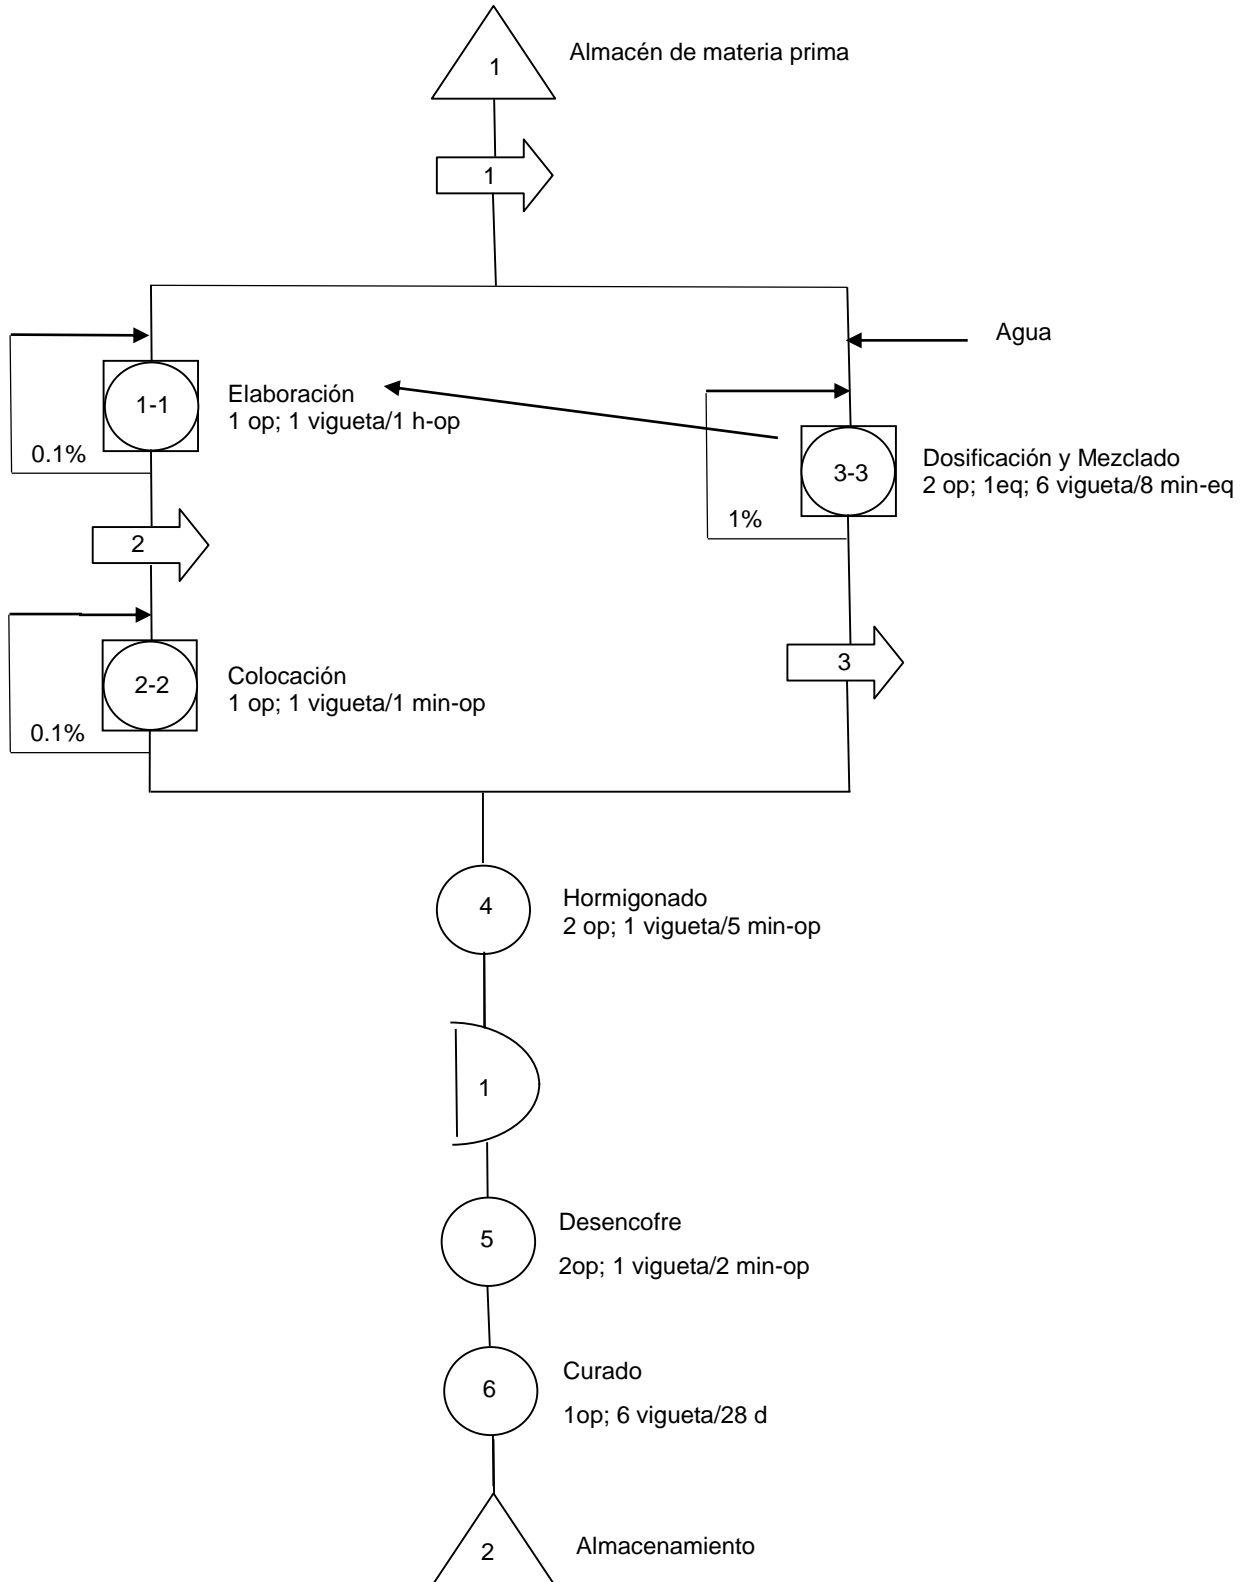 1
Almacén de materia prima
1
Agua
1-1
Elaboración
1 op; 1 vigueta/1 h-op
0.1%
3-3
Dosificación y Mezclado
2 op; 1eq; 6 vigueta/8 min-eq
1%
2
3
2-2
Colocación
1 op; 1 vigueta/1 min-op
0.1%
4
Hormigonado
2 op; 1 vigueta/5 min-op
1
5
Desencofre
2op; 1 vigueta/2 min-op
6
Curado
1op; 6 vigueta/28 d
2
Almacenamiento